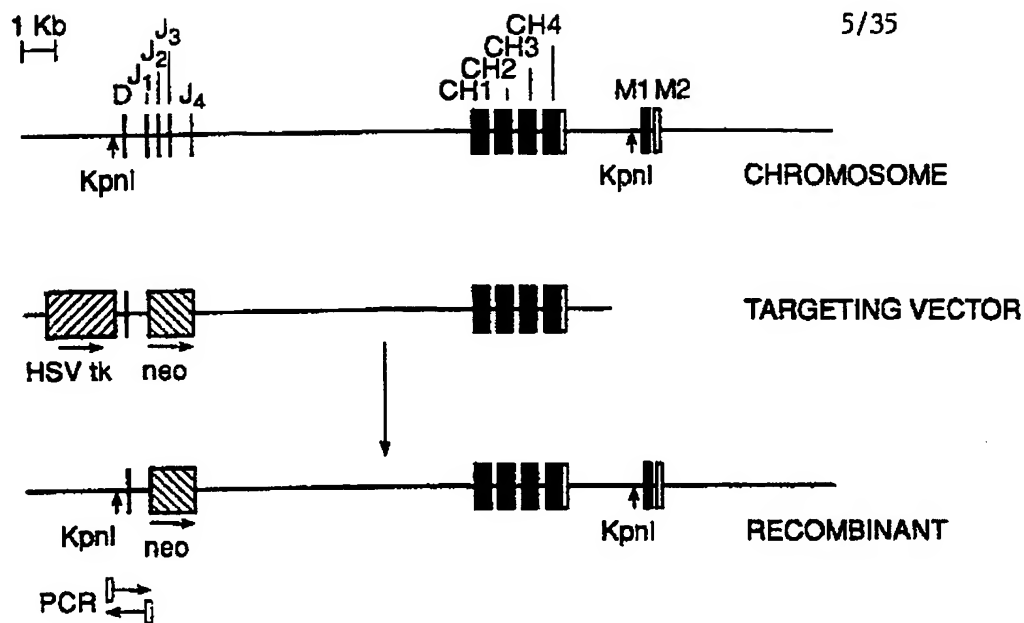 1 Kb
5/35
D J1 J2 J3 J4
CH1 CH2 CH3 CH4
M1 M2
KpnI
KpnI
CHROMOSOME
HSV tk
neo
TARGETING VECTOR
KpnI
neo
KpnI
RECOMBINANT
PCR